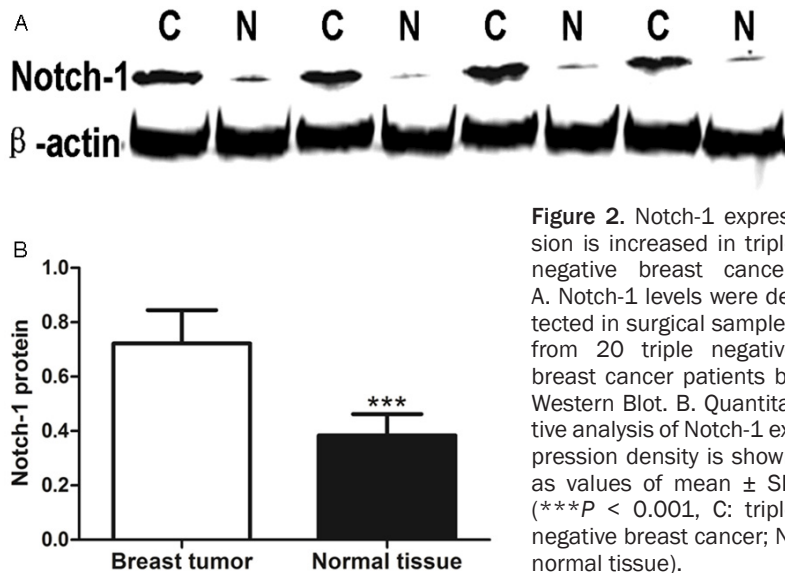 A
C N C N C N C N
Notch-1
β-actin
B
Notch-1 protein
1.0
0.8
0.6
0.4
0.2
0.0
***
Breast tumor Normal tissue
Figure 2. Notch-1 expres
sion is increased in tripl
negative breast cance
A. Notch-1 levels were de
tected in surgical sample
from 20 triple negativ
breast cancer patients b
Western Blot. B. Quantita
tive analysis of Notch-1 ex
pression density is show
as values of mean ± S
(***P < 0.001, C: tripl
negative breast cancer; N
normal tissue).